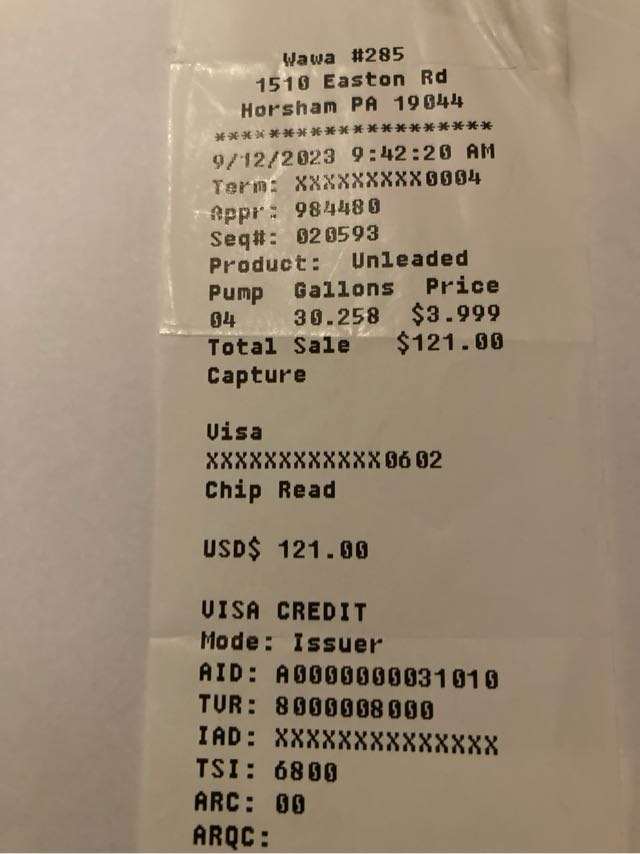 Wawa #285
1510 Easton Rd
Horsham PA 19044
********************
9/12/2023 9:42:20 AM
Term: XXXXXXXXX0004
Appr: 984480
Seq#: 020593
Product: Unleaded
Pump Gallons Price
04 30.258 $3.999
Total Sale $121.00
Capture
Visa
XXXXXXXXXXXX0602
Chip Read
USD$ 121.00
VISA CREDIT
Mode: Issuer
AID: A0000000031010
TVR: 8000008000
IAD: XXXXXXXXXXXXXX
TSI: 6800
ARC: 00
ARQC: